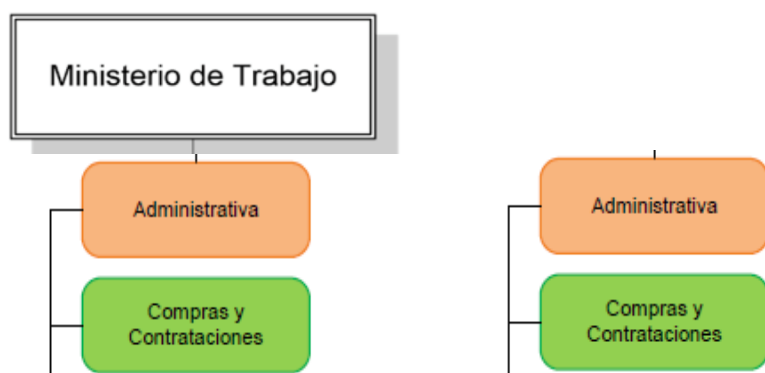 Ministerio de Trabajo
Administrativa
Administrativa
Compras y
Contrataciones
Compras y
Contrataciones